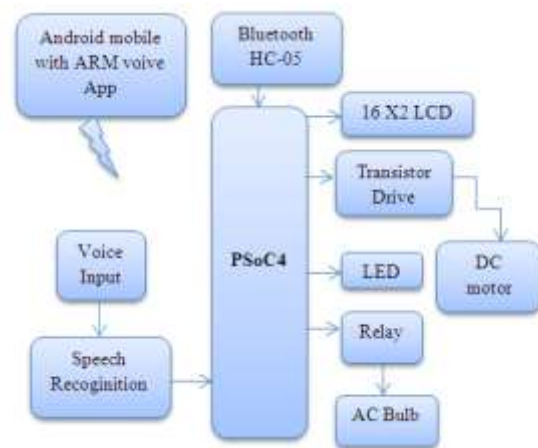 Android mobile
with ARM voive
App
Bluetooth
HC-05
16 X2 LCD
Transistor
Drive
PSoC4
Voice
Input
LED
DC
motor
Speech
Recoginition
Relay
AC Bulb